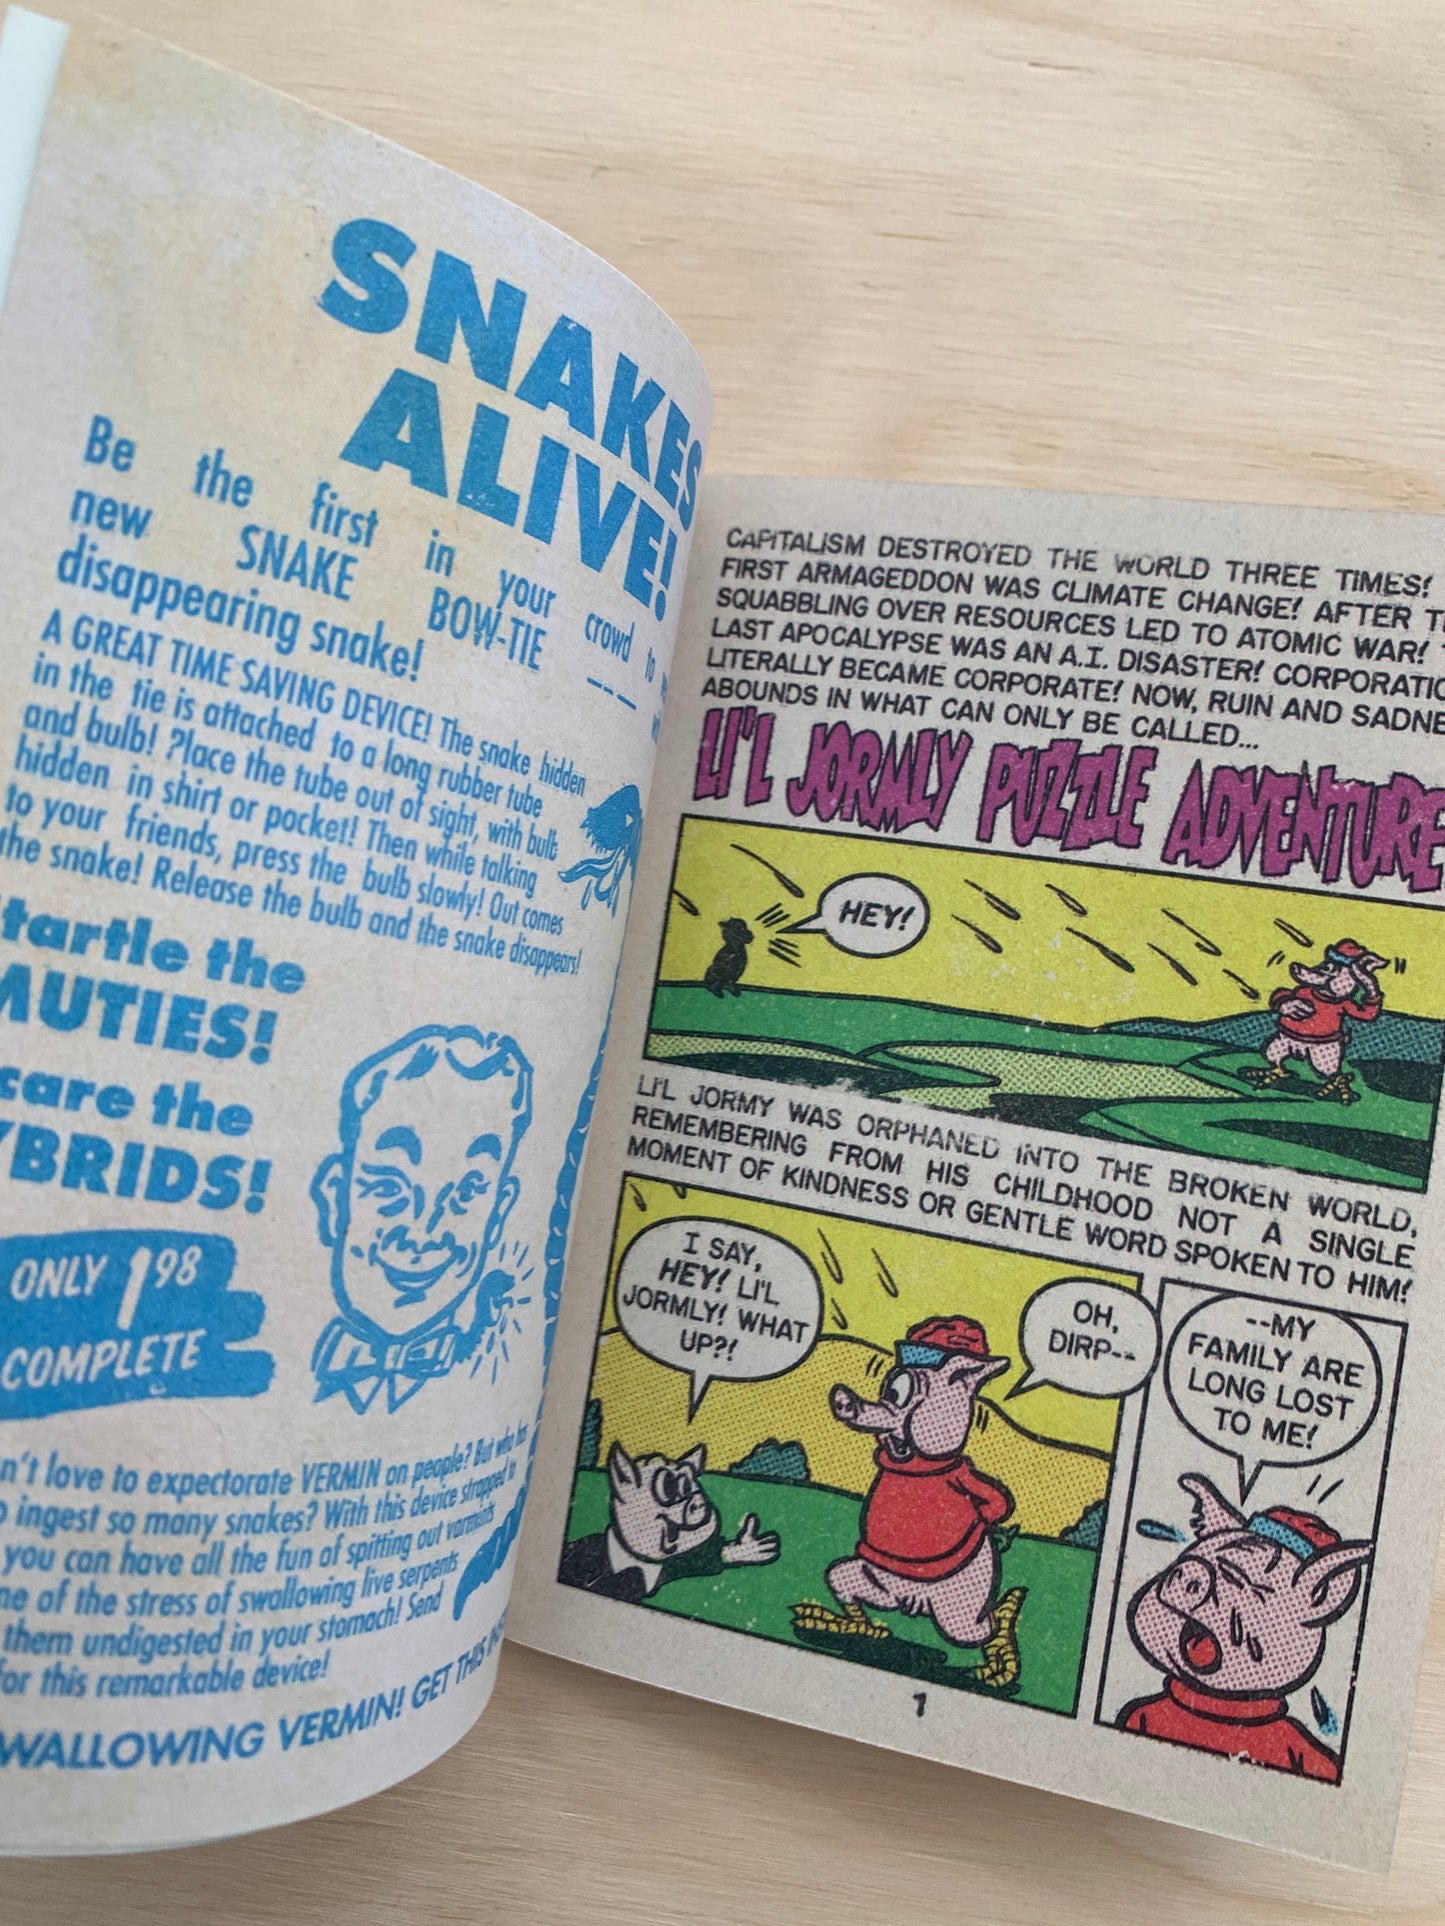 SNAKES
ALIVE!
Be the first in your crowd to
new SNAKE BOW-TIE
disappearing snake!
A GREAT TIME SAVING DEVICE! The snake hidden
in the tie is attached to a long rubber tube
and bulb! ?lace the tube out of sight, with bulb
hidden in shirt or pocket! Then while talking
to your friends, press the bulb slowly! Out comes
the snake! Release the bulb and the snake disappears!
tartle the
AUTIES!
care the
YBRIDS!
ONLY 1.98
COMPLETE
n't love to expectorate VERMIN on people? But who has
ingest so many snakes? With this device strapped to
you can have all the fun of spitting out varmints
ne of the stress of swallowing live serpents
them undigested in your stomach! Send
for this remarkable device!
WALLOWING VERMIN! GET THIS
CAPITALISM DESTROYED THE WORLD THREE TIMES!
FIRST ARMAGEDDON WAS CLIMATE CHANGE! AFTER
SQUABBLING OVER RESOURCES LED TO ATOMIC WAR!
LAST APOCALYPSE WAS AN A.I. DISASTER! CORPORATIO
LITERALLY BECAME CORPORATE! NOW, RUIN AND SADNE
ABOUNDS IN WHAT CAN ONLY BE CALLED...
LI'L JORMLY PUZZLE ADVENTURE
HEY!
LI'L JORMY WAS ORPHANED INTO THE BROKEN WORLD,
REMEMBERING FROM HIS CHILDHOOD NOT A SINGLE
MOMENT OF KINDNESS OR GENTLE WORD SPOKEN TO HIM!
I SAY,
HEY! LI'L
JORMLY! WHAT
UP?!
OH,
DIRP--
--MY
FAMILY ARE
LONG LOST
TO ME!
1